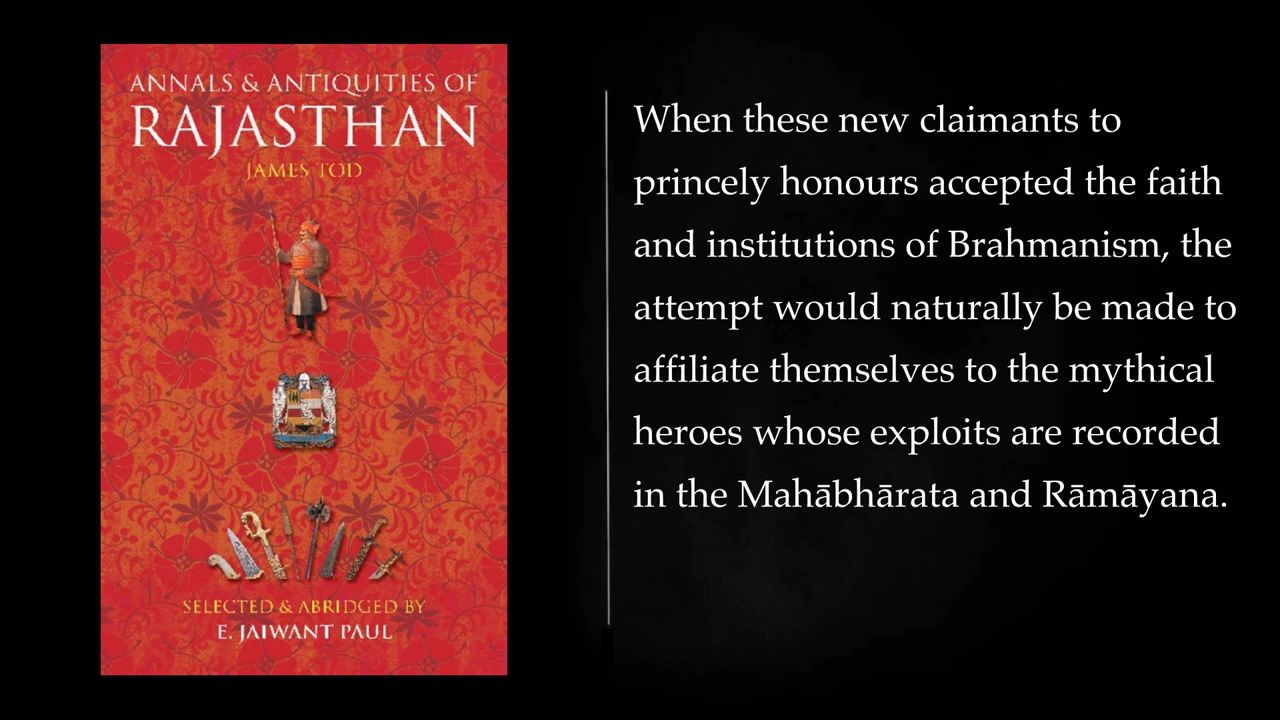 ANNALS & ANTIQUITIES OF
RAJASTHAN
JAMES TOD
SELECTED & ABRIDGED BY
E. JAIWANT PAUL
When these new claimants to
princely honours accepted the faith
and institutions of Brahmanism, the
attempt would naturally be made to
affiliate themselves to the mythical
heroes whose exploits are recorded
in the Mahābhārata and Rāmāyana.